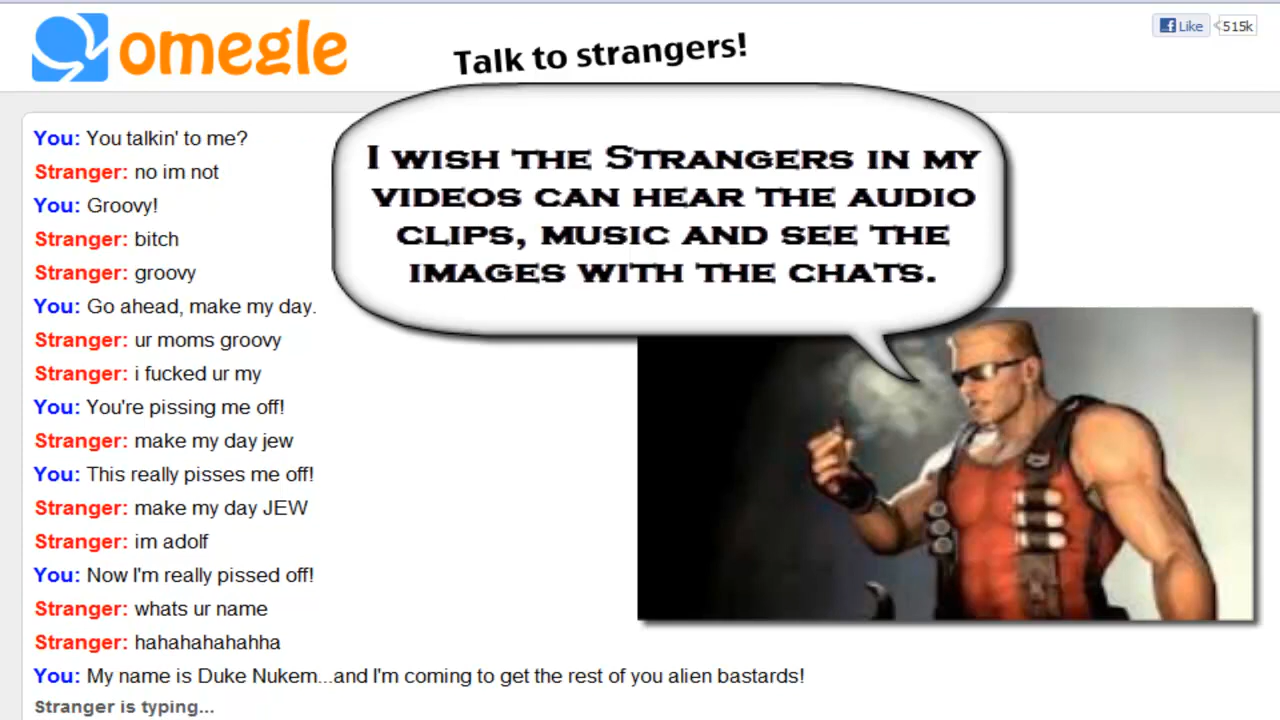 omegle
Talk to strangers!
Like 515k
I WISH THE STRANGERS IN MY
VIDEOS CAN HEAR THE AUDIO
CLIPS, MUSIC AND SEE THE
IMAGES WITH THE CHATS.
You: You talkin' to me?
Stranger: no im not
You: Groovy!
Stranger: bitch
Stranger: groovy
You: Go ahead, make my day.
Stranger: ur moms groovy
Stranger: i fucked ur my
You: You're pissing me off!
Stranger: make my day jew
You: This really pisses me off!
Stranger: make my day JEW
Stranger: im adolf
You: Now I'm really pissed off!
Stranger: whats ur name
Stranger: hahahahahahha
You: My name is Duke Nukem...and I'm coming to get the rest of you alien bastards!
Stranger is typing...